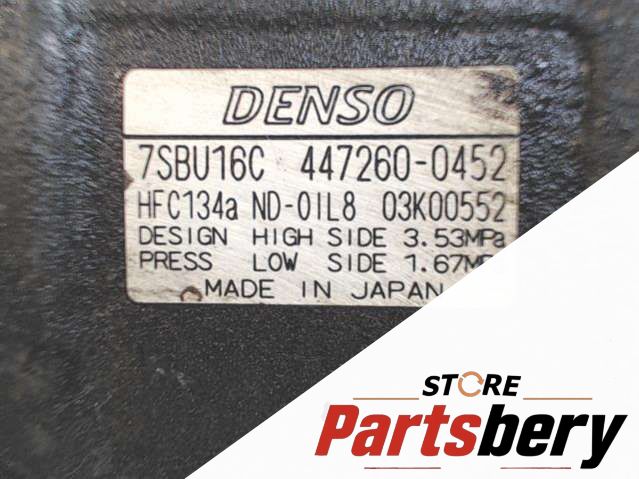 DENSO
7SBU16C 447260-0452
HFC134a ND-OIL8 03K00552
DESIGN HIGH SIDE 3.53MPa
PRESS LOW SIDE 1.67M
MADE IN JAPAN
STORE
Partsbery